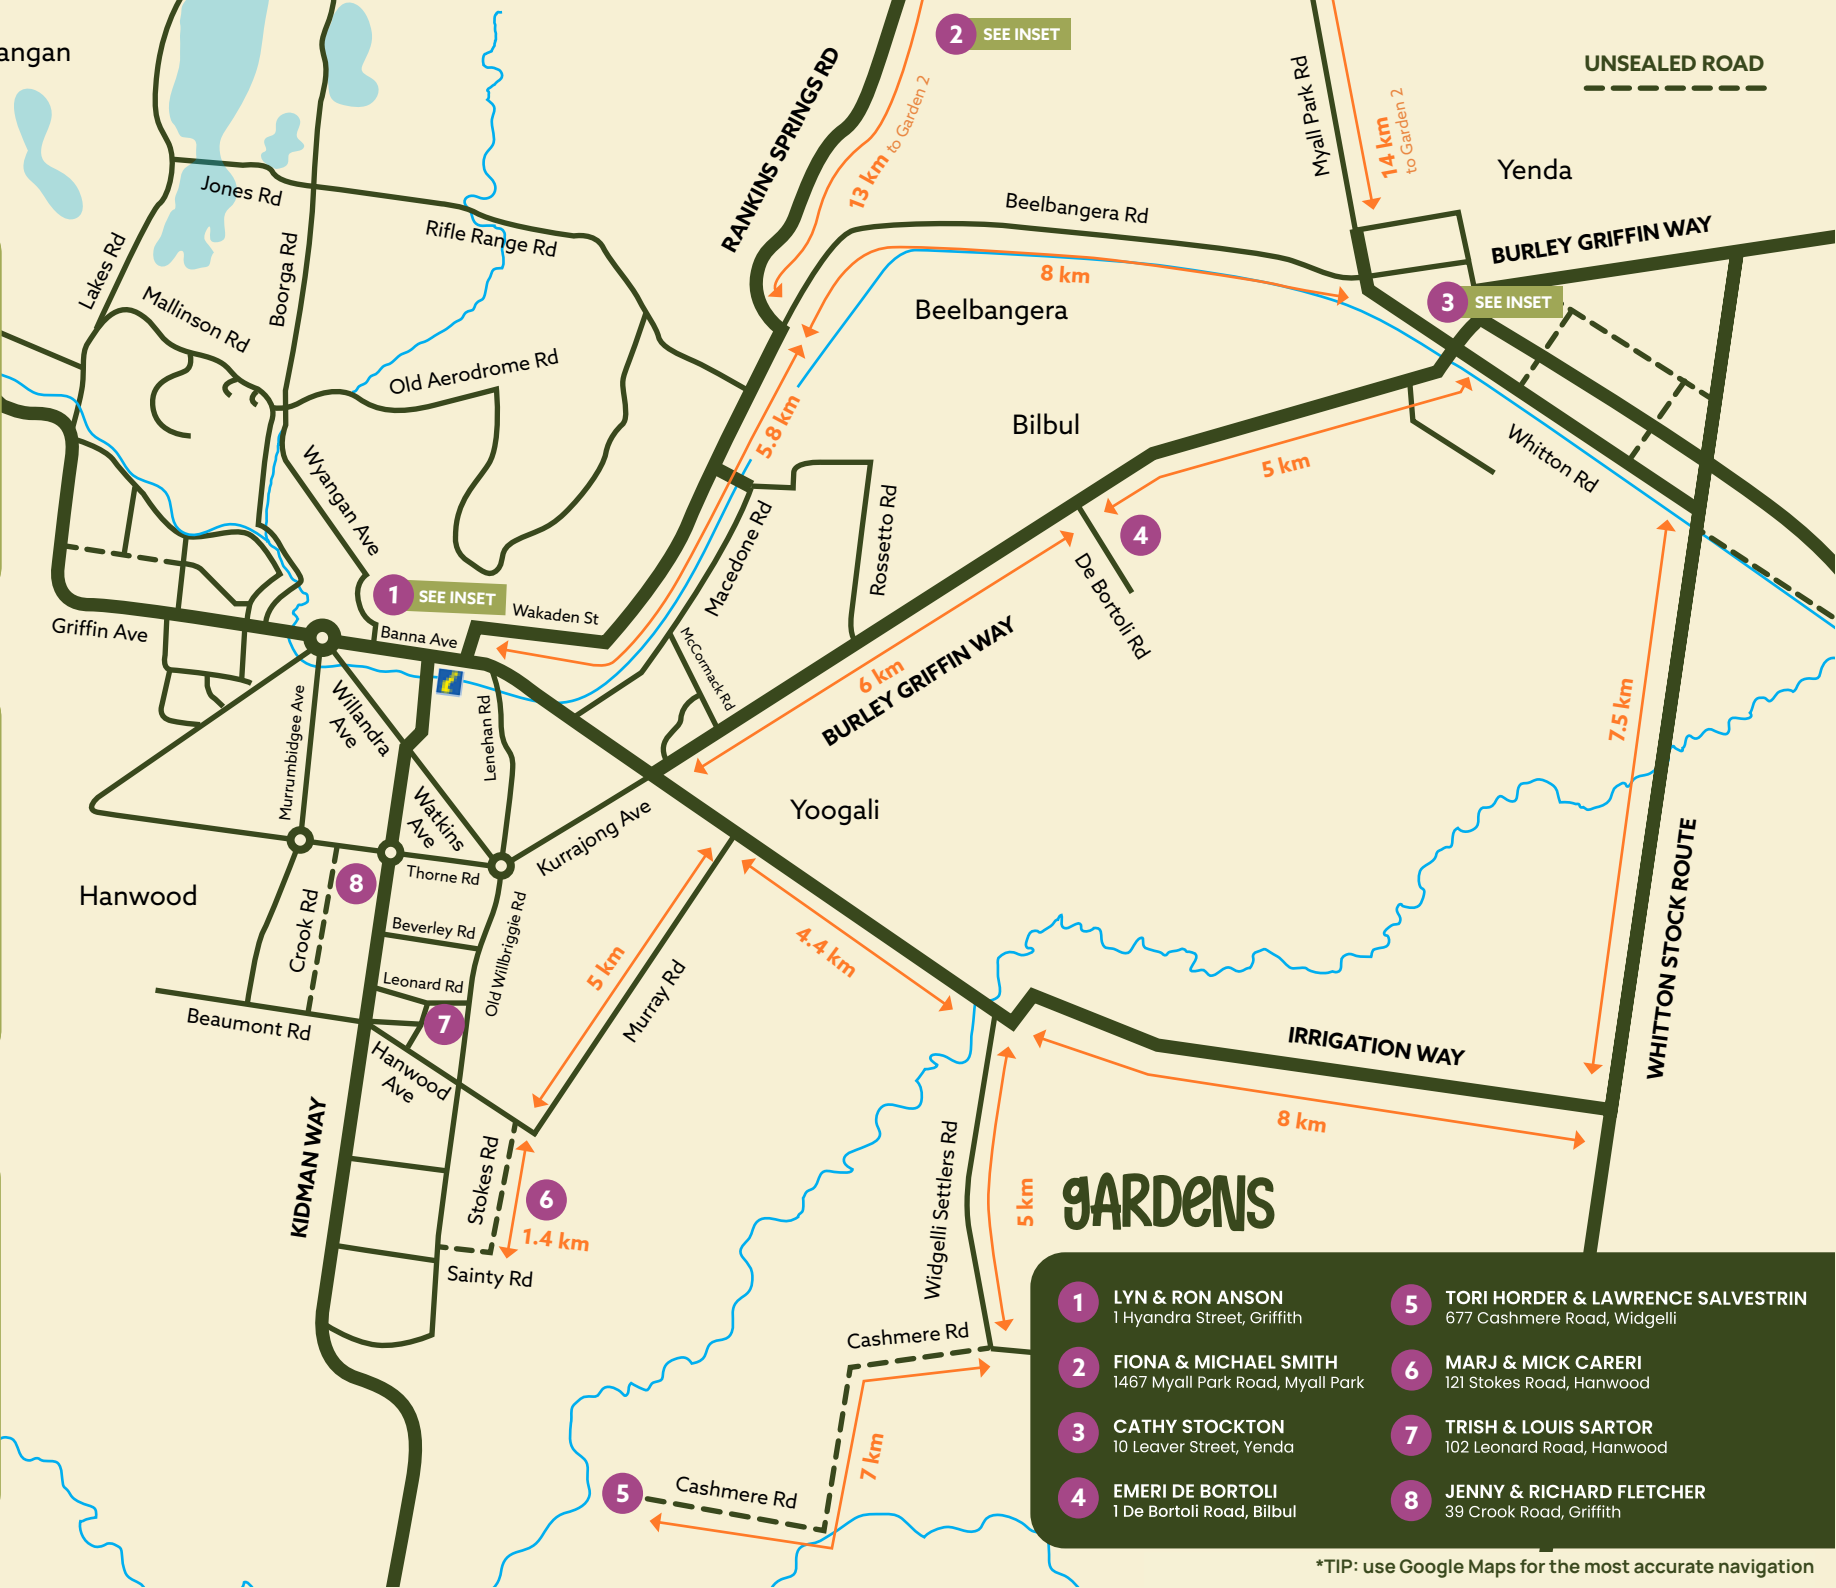 angan
2 SEE INSET
UNSEALED ROAD
RANKINS SPRINGS RD
13 km to Garden 2
Myall Park Rd
14 km
to Garden 2
Yenda
Jones Rd
Rifle Range Rd
Beelbangera Rd
BURLEY GRIFFIN WAY
Lakes Rd
Boorga Rd
Mallinson Rd
8 km
3 SEE INSET
Beelbangera
Old Aerodrome Rd
5.8 km
Bilbul
Whitton Rd
5 km
Wyangan Ave
Macedone Rd
Rossetto Rd
4
De Bortoli Rd
1 SEE INSET
Wakaden St
Griffin Ave
Banna Ave
McCormack Rd
6 km
BURLEY GRIFFIN WAY
7.5 km
Murrumbidgee Ave
Willandra
Ave
Lenehan Rd
Watkins
Ave
Kurrajong Ave
Yoogali
WHITTON STOCK ROUTE
Thorne Rd
8
Hanwood
Crook Rd
Beverley Rd
Old Willbriggie Rd
5 km
4.4 km
Murray Rd
Leonard Rd
7
Beaumont Rd
Hanwood
Ave
IRRIGATION WAY
8 km
KIDMAN WAY
Stokes Rd
6
1.4 km
Sainty Rd
Widgelli Settlers Rd
5 km
Cashmere Rd
7 km
5
Cashmere Rd
GARDENS
1 LYN & RON ANSON
1 Hyandra Street, Griffith
2 FIONA & MICHAEL SMITH
1467 Myall Park Road, Myall Park
3 CATHY STOCKTON
10 Leaver Street, Yenda
4 EMERI DE BORTOLI
1 De Bortoli Road, Bilbul
5 TORI HORDER & LAWRENCE SALVESTRIN
677 Cashmere Road, Widgelli
6 MARJ & MICK CARERI
121 Stokes Road, Hanwood
7 TRISH & LOUIS SARTOR
102 Leonard Road, Hanwood
8 JENNY & RICHARD FLETCHER
39 Crook Road, Griffith
*TIP: use Google Maps for the most accurate navigation